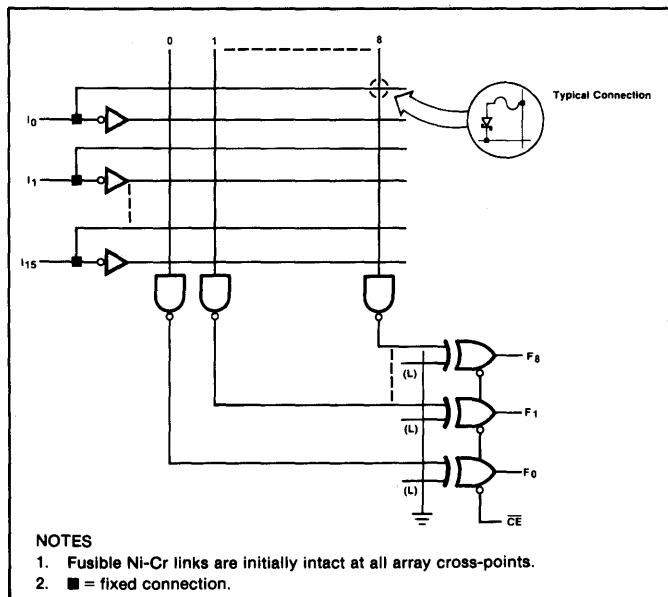 0 1 8
Typical Connection
I0
I1
I15
F8
(L)
F1
(L)
F0
(L)
CE
NOTES
1. Fusible Ni-Cr links are initially intact at all array cross-points.
2. ■ = fixed connection.